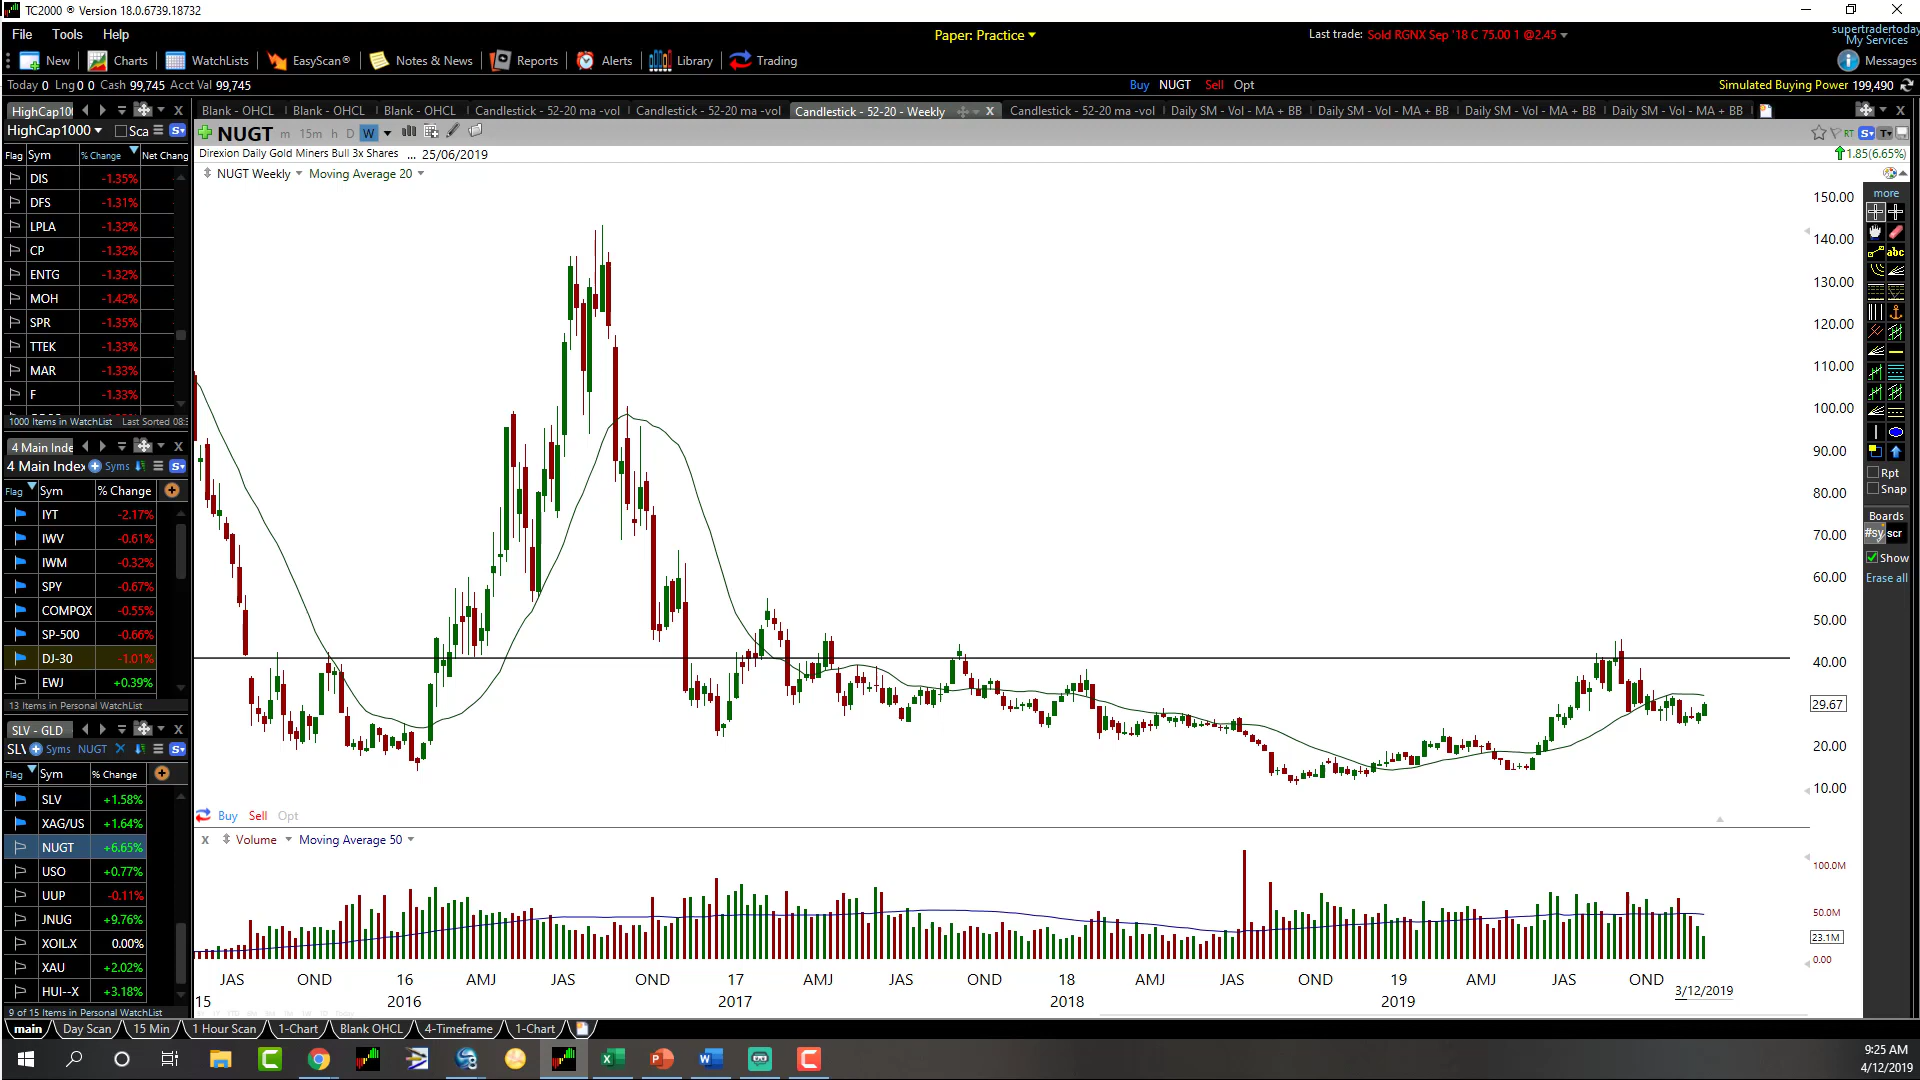 TC2000 ® Version 18.0.6739.18732
File Tools Help
Paper: Practice
Last trade: Sold RGNX Sep '18 C 75.00 1 @2.45
supertradertoday
My Services
New Charts WatchLists EasyScan® Notes & News Reports Alerts Library Trading
Messages
Today 0 Lng 0 0 Cash 99,745 Acct Val 99,745
Buy NUGT Sell Opt
Simulated Buying Power 199,490
HighCap10
Blank - OHCL Blank - OHCL Blank - OHCL Candlestick - 52-20 ma -vol Candlestick - 52-20 ma -vol Candlestick - 52-20 - Weekly X Candlestick - 52-20 ma -vol Daily SM - Vol - MA + BB Daily SM - Vol - MA + BB Daily SM - Vol - MA + BB Daily SM - Vol - MA + BB
HighCap1000 Sca S
NUGT m 15m h D W
RT S T
Flag Sym % Change Net Chang
Direxion Daily Gold Miners Bull 3x Shares ... 25/06/2019
1.85(6.65%)
NUGT Weekly Moving Average 20
DIS -1.35%
DFS -1.31%
LPLA -1.32%
CP -1.32%
ENTG -1.32%
MOH -1.42%
SPR -1.35%
TTEK -1.33%
MAR -1.33%
F -1.33%
1000 Items in WatchList Last Sorted 08:3
4 Main Inde
4 Main Index Syms S
Flag Sym % Change
IYT -2.17%
IWV -0.61%
IWM -0.32%
SPY -0.67%
COMPQX -0.55%
SP-500 -0.66%
DJ-30 -1.01%
EWJ +0.39%
13 Items in Personal WatchList
SLV - GLD
SLV Syms NUGT S
Flag Sym % Change
SLV +1.58%
XAG/US +1.64%
NUGT +6.65%
USO +0.77%
UUP -0.11%
JNUG +9.76%
XOILX 0.00%
XAU +2.02%
HUI--X +3.18%
9 of 15 Items in Personal WatchList
150.00
140.00
130.00
120.00
110.00
100.00
90.00
80.00
70.00
60.00
50.00
40.00
29.67
20.00
10.00
more
abc
Rpt
Snap
Boards
#sy scr
Show
Erase all
Buy Sell Opt
X Volume Moving Average 50
100.0M
50.0M
23.1M
0.00
JAS OND 16 AMJ JAS OND 17 AMJ JAS OND 18 AMJ JAS OND 19 AMJ JAS OND
15 2016 2017 2018 2019 3/12/2019
main Day Scan 15 Min 1 Hour Scan 1-Chart Blank OHCL 4-Timeframe 1-Chart
9:25 AM
4/12/2019